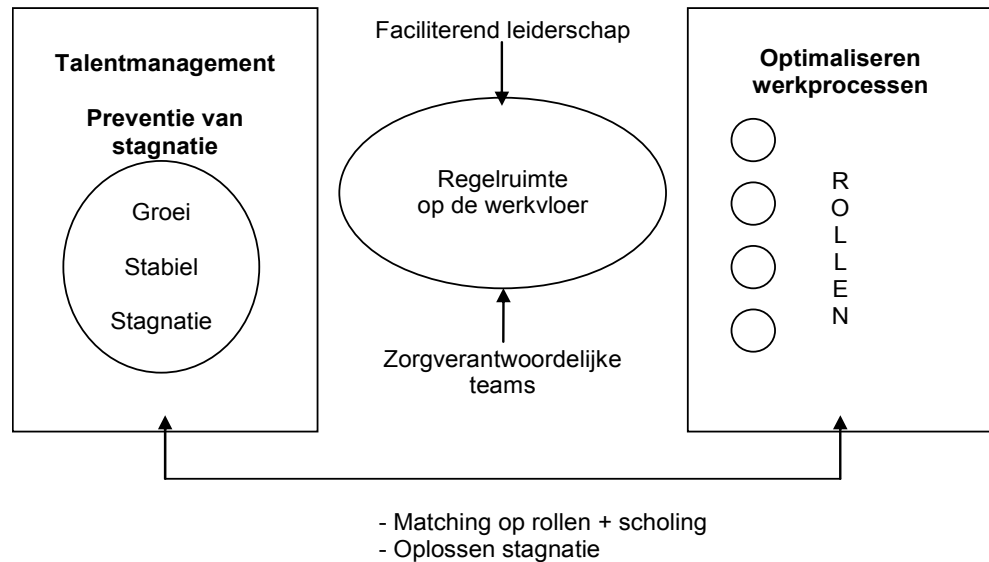 Talentmanagement
Preventie van
stagnatie
Groei
Stabiel
Stagnatie
Faciliterend leiderschap
Regelruimte
op de werkvloer
Zorgverantwoordelijke
teams
Optimaliseren
werkprocessen
R
O
L
L
E
N
- Matching op rollen + scholing
- Oplossen stagnatie